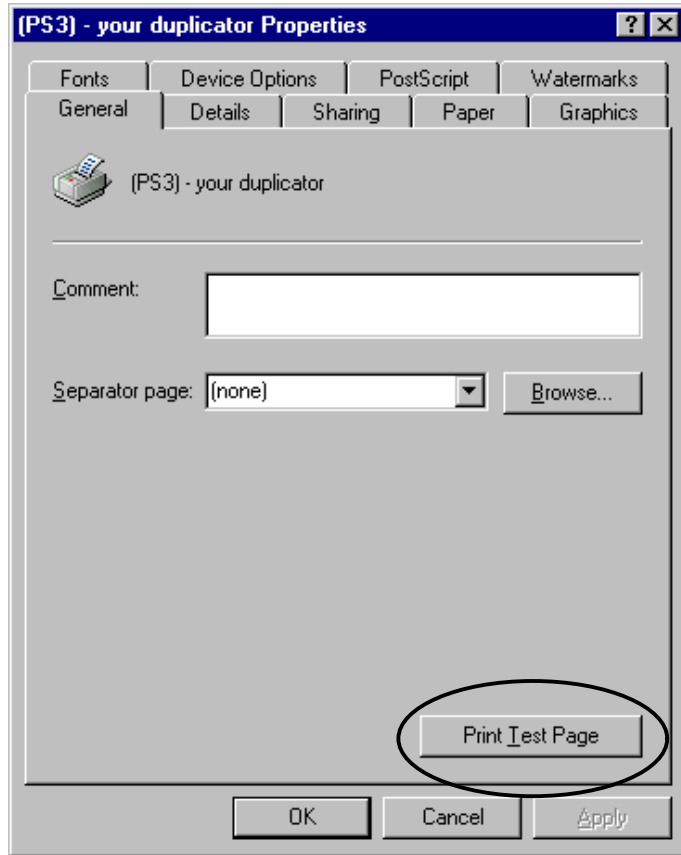 (PS3) - your duplicator Properties
Fonts Device Options PostScript Watermarks
General Details Sharing Paper Graphics
(PS3) - your duplicator
Comment:
Separator page: (none) Browse...
Print Test Page
OK Cancel Apply